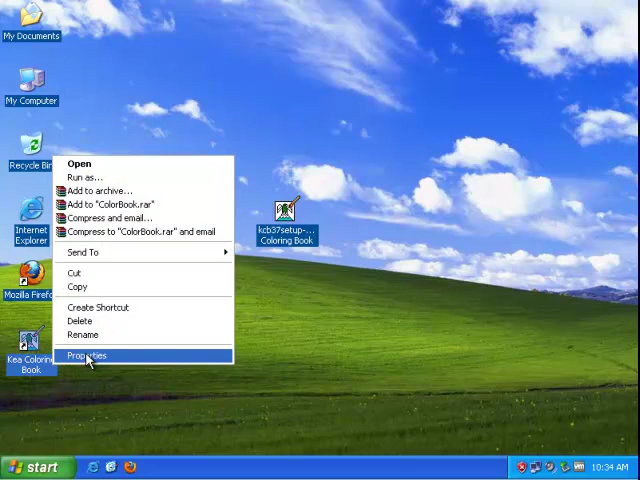 My Documents
My Computer
Recycle Bin
Internet
Explorer
Mozilla Firefo
Kea Coloring
Book
Open
Run as...
Add to archive...
Add to "ColorBook.rar"
Compress and email...
Compress to "ColorBook.rar" and email
Send To
Cut
Copy
Create Shortcut
Delete
Rename
Properties
kcb37setup-...
Coloring Book
start
10:34 AM